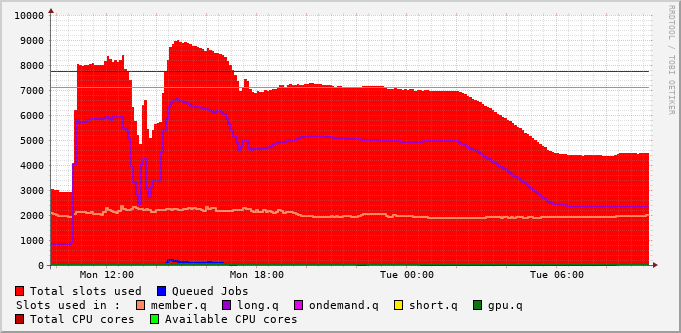 10000
9000
8000
7000
6000
5000
4000
3000
2000
1000
0
Mon 12:00 Mon 18:00 Tue 00:00 Tue 06:00
RRDTOOL / TOBI OETIKER
Total slots used Queued Jobs
Slots used in : member.q long.q ondemand.q short.q gpu.q
Total CPU cores Available CPU cores